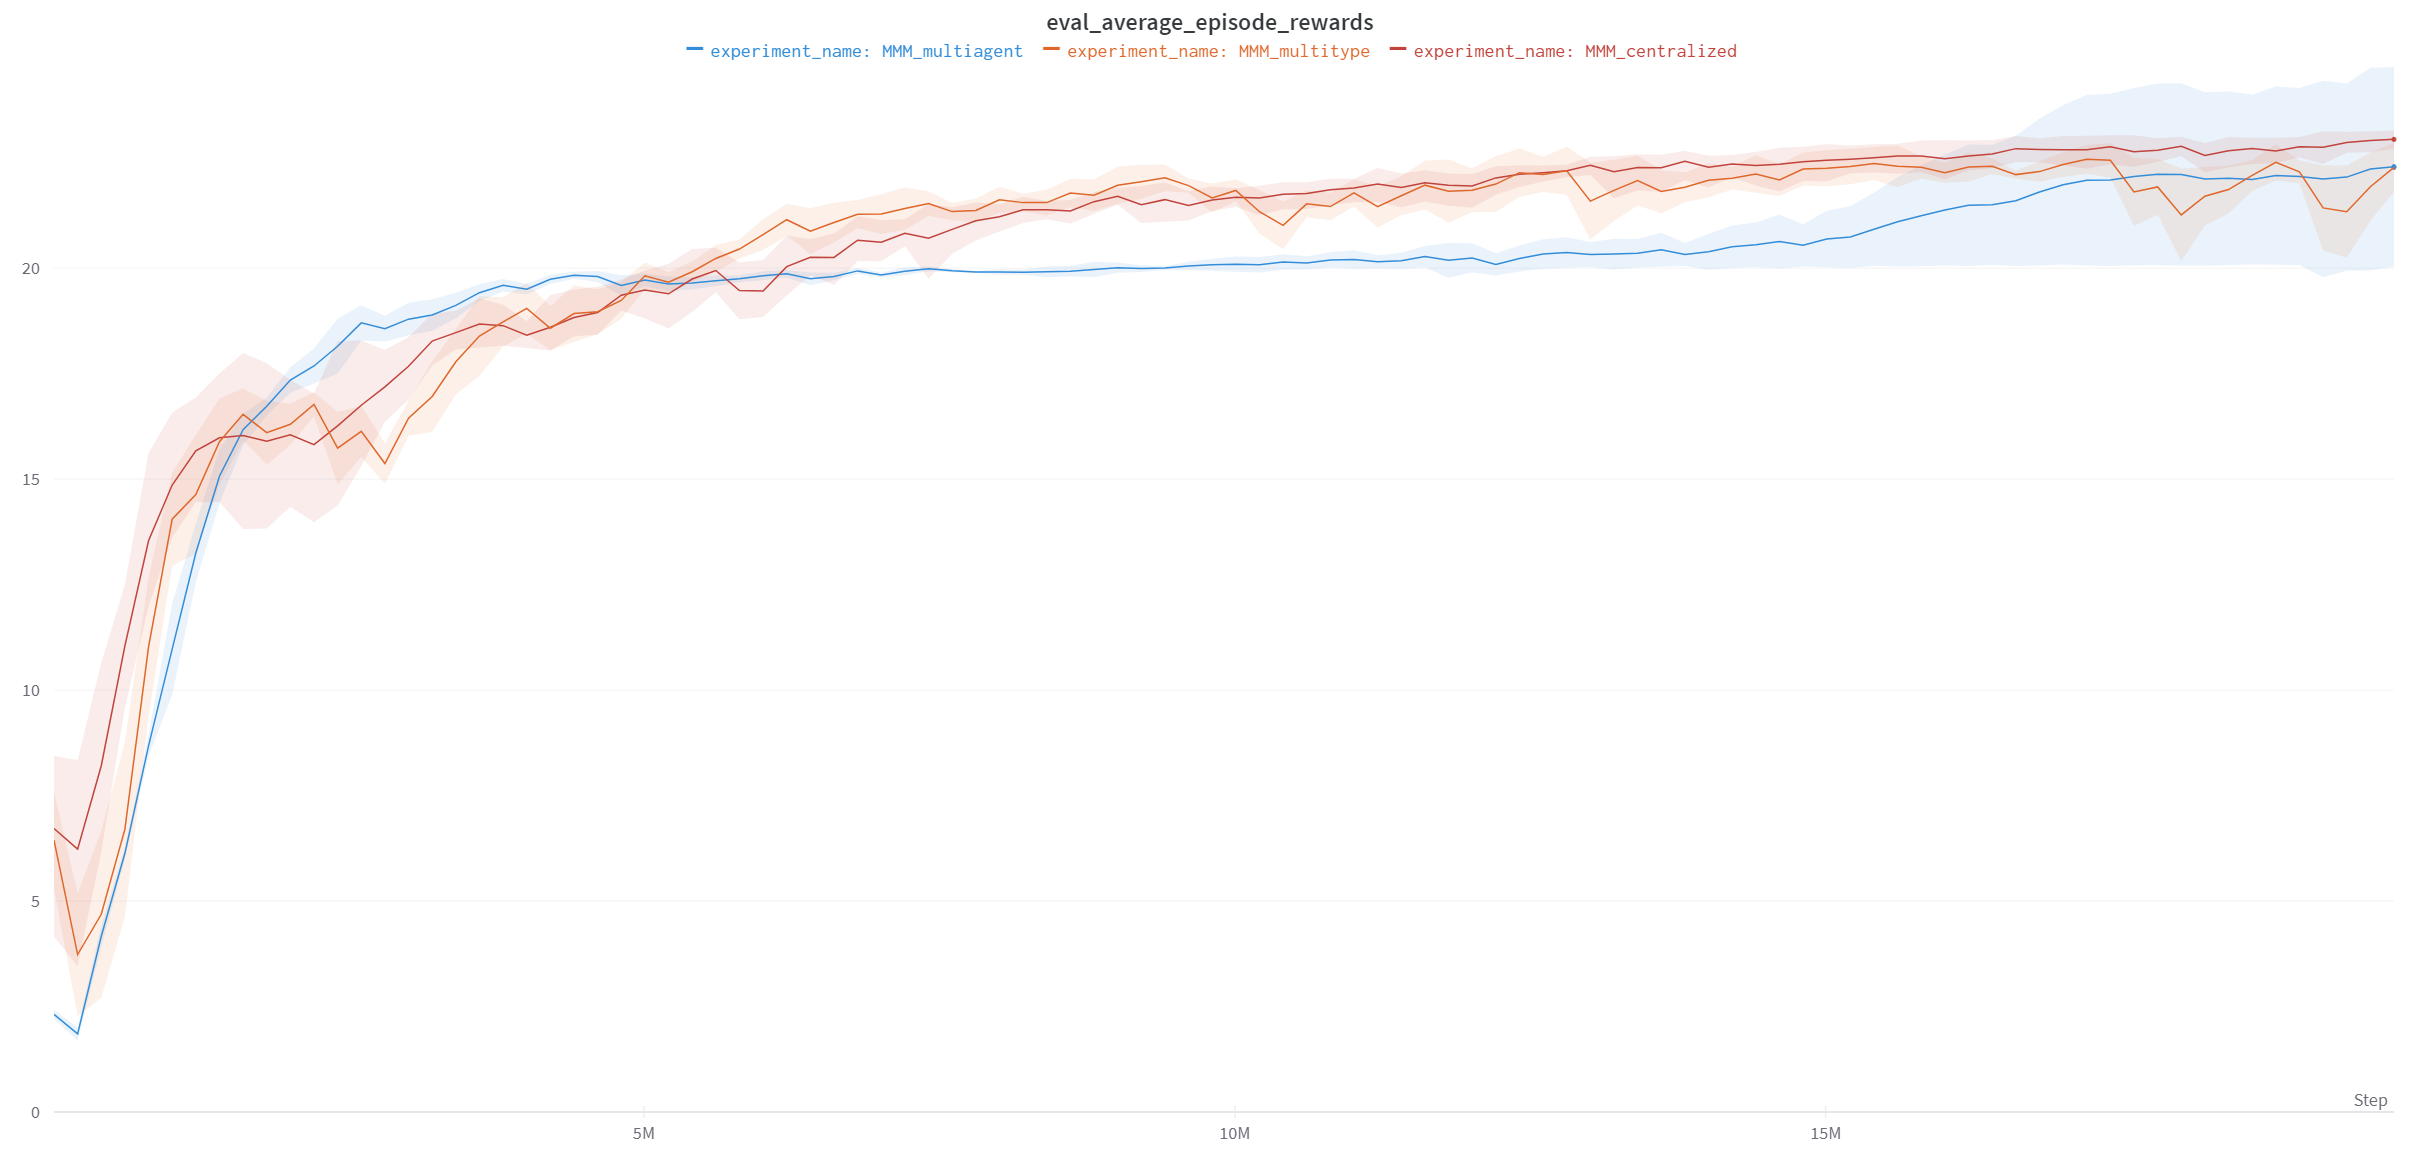 eval_average_episode_rewards
experiment_name: MMM_multiagent experiment_name: MMM_multitype experiment_name: MMM_centralized
20
15
10
5
0
Step
5M 10M 15M